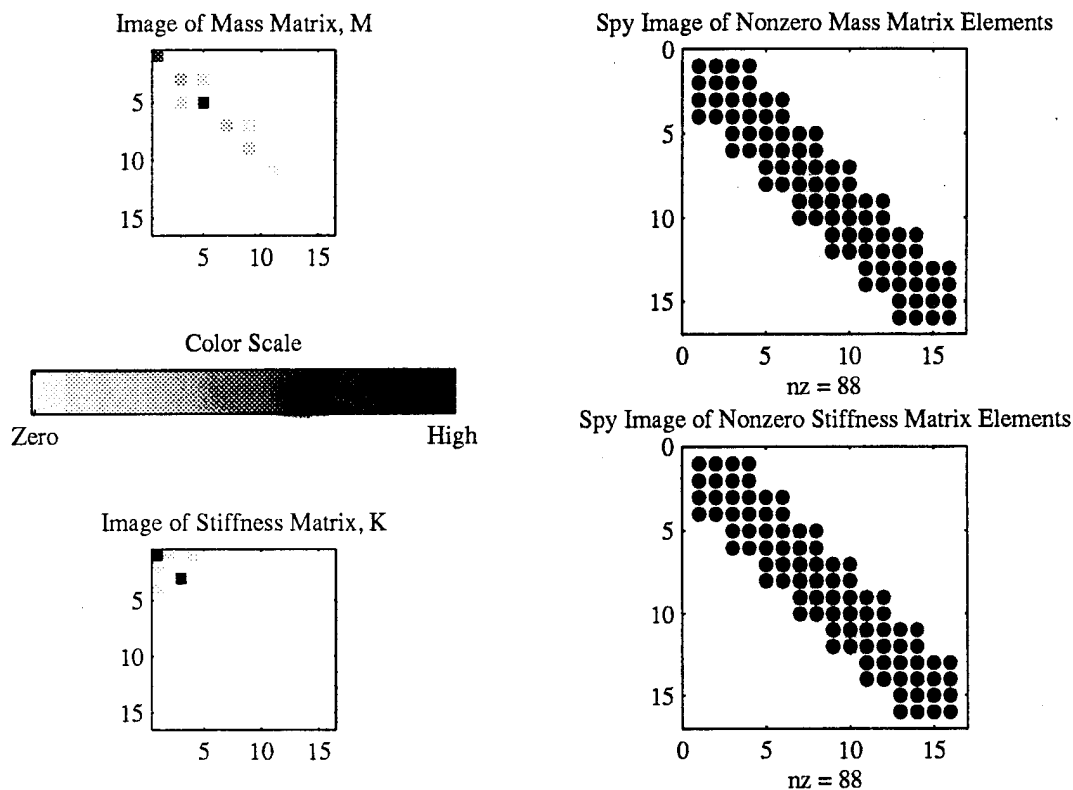 Image of Mass Matrix, M
5
10
15
5 10 15
Color Scale
Zero High
Image of Stiffness Matrix, K
5
10
15
5 10 15
Spy Image of Nonzero Mass Matrix Elements
0
5
10
15
0 5 10 15
nz = 88
Spy Image of Nonzero Stiffness Matrix Elements
0
5
10
15
0 5 10 15
nz = 88